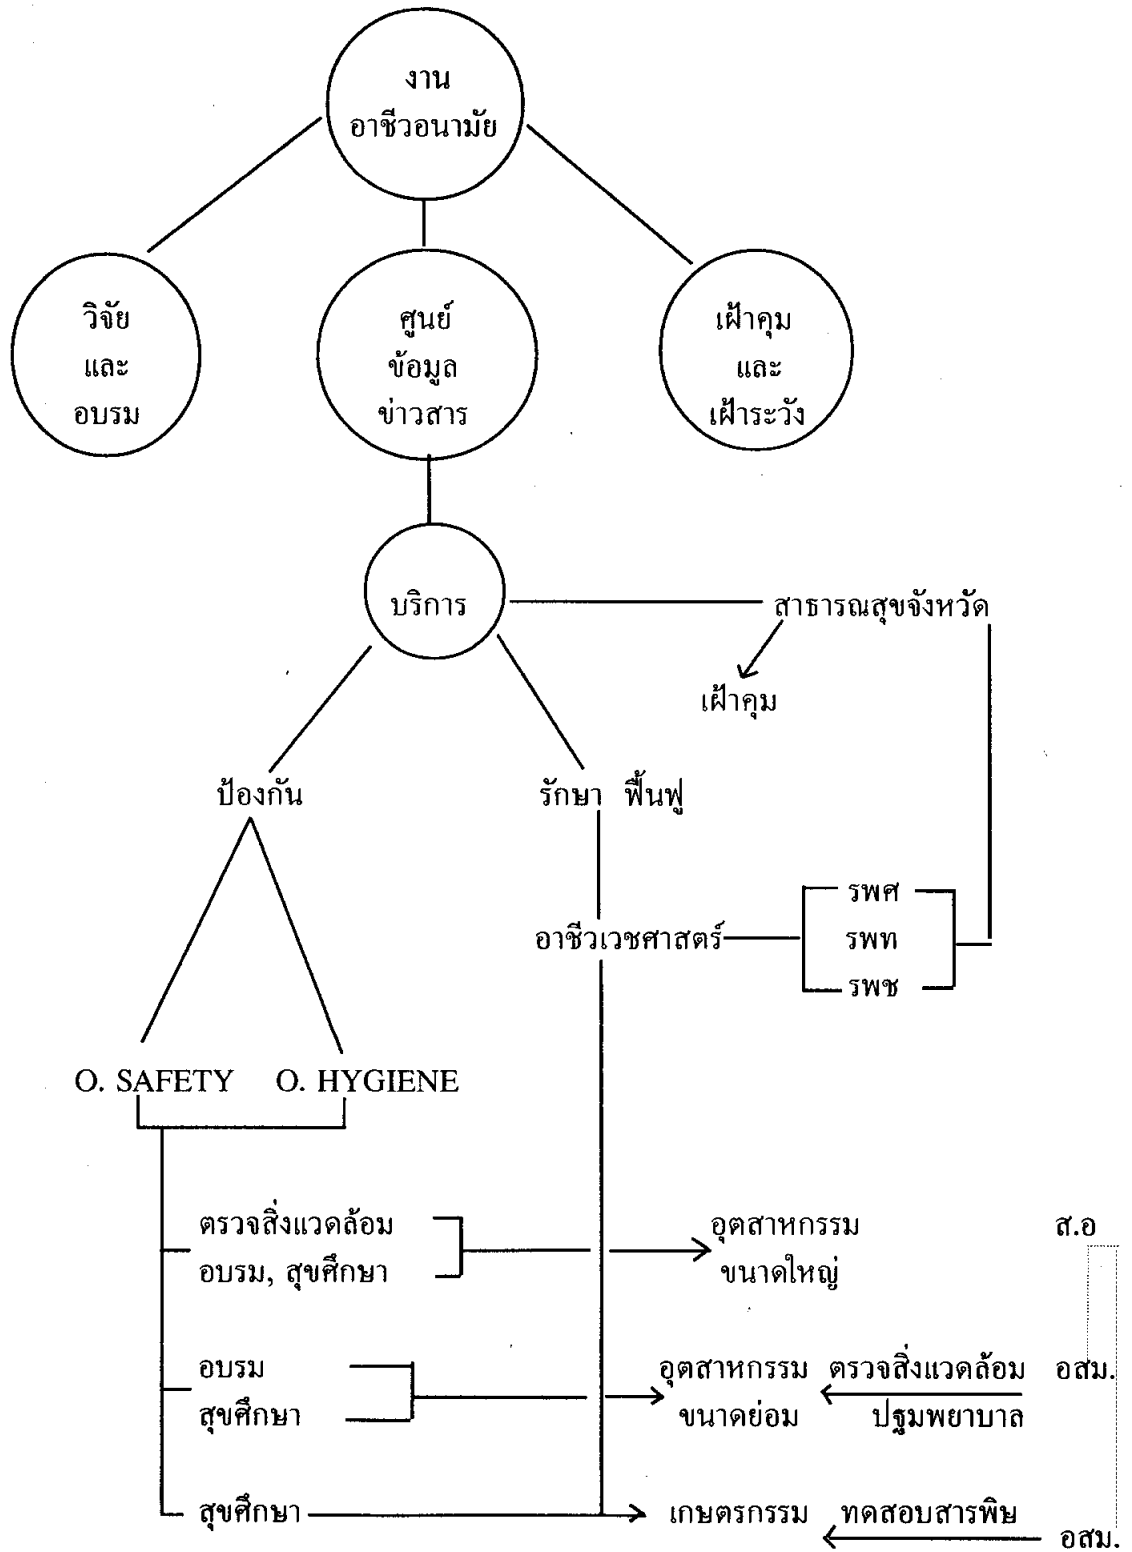 งาน
อาชีวอนามัย
วิจัย
และ
อบรม
ศูนย์
ข้อมูล
ข่าวสาร
เฝ้าคุม
และ
เฝ้าระวัง
บริการ
สาธารณสุขจังหวัด
เฝ้าคุม
ป้องกัน
รักษา ฟื้นฟู
อาชีวเวชศาสตร์
รพศ
รพท
รพช
O. SAFETY O. HYGIENE
ตรวจสิ่งแวดล้อม
อบรม, สุขศึกษา
อุตสาหกรรม
ขนาดใหญ่
ส.อ
อบรม
สุขศึกษา
อุตสาหกรรม
ขนาดย่อม
ตรวจสิ่งแวดล้อม
ปฐมพยาบาล
อสม.
สุขศึกษา
เกษตรกรรม
ทดสอบสารพิษ
อสม.